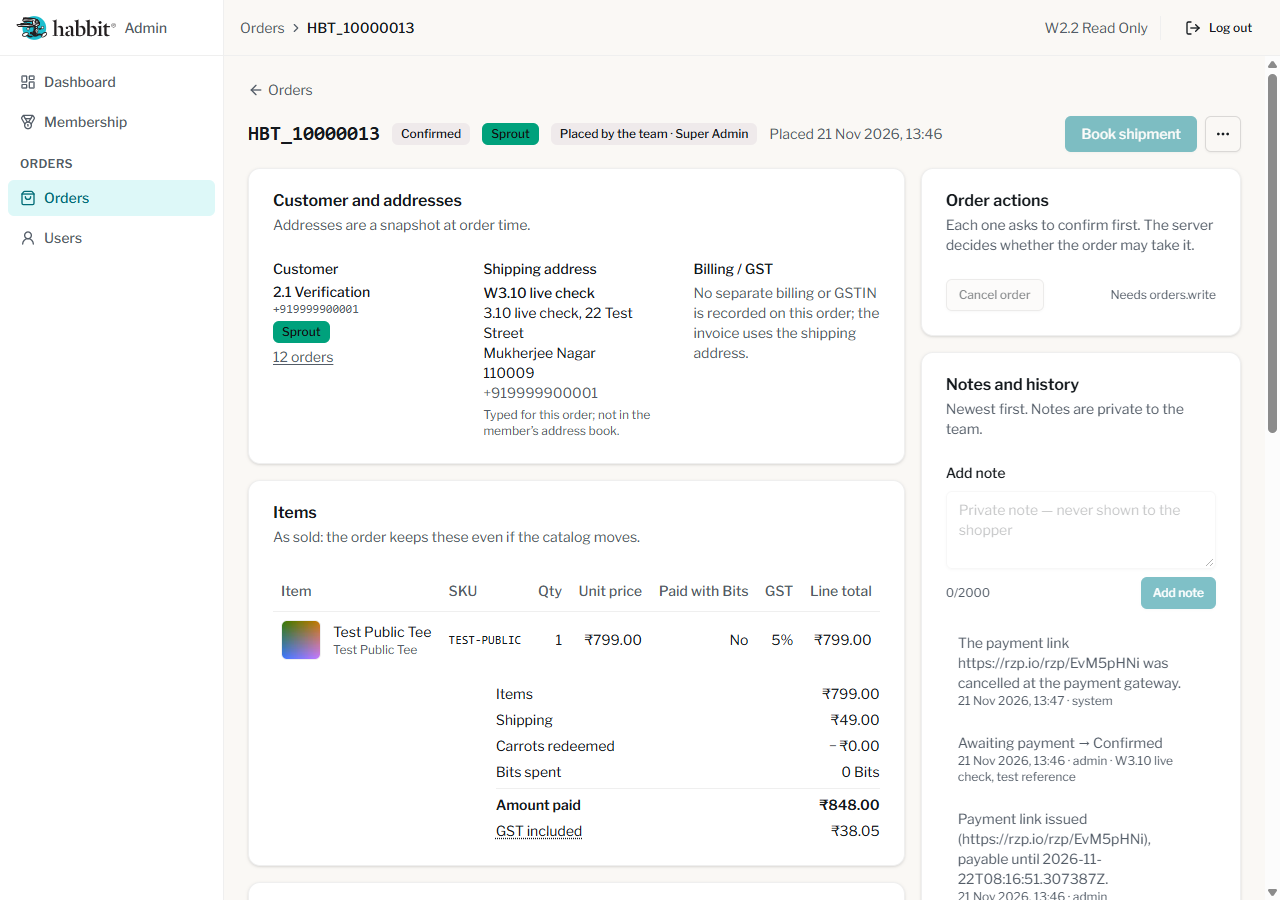 habbit® Admin
Orders > HBT_10000013
W2.2 Read Only
Log out
Dashboard
Membership
ORDERS
Orders
Users
← Orders
HBT_10000013
Confirmed
Sprout
Placed by the team · Super Admin
Placed 21 Nov 2026, 13:46
Book shipment
...
Customer and addresses
Addresses are a snapshot at order time.
Customer
2.1 Verification
+919999900001
Sprout
12 orders
Shipping address
W3.10 live check
3.10 live check, 22 Test
Street
Mukherjee Nagar
110009
+919999900001
Typed for this order; not in the
member's address book.
Billing / GST
No separate billing or GSTIN
is recorded on this order; the
invoice uses the shipping
address.
Items
As sold: the order keeps these even if the catalog moves.
Item SKU Qty Unit price Paid with Bits GST Line total
Test Public Tee TEST-PUBLIC 1 ₹799.00 No 5% ₹799.00
Test Public Tee
Items ₹799.00
Shipping ₹49.00
Carrots redeemed − ₹0.00
Bits spent 0 Bits
Amount paid ₹848.00
GST included ₹38.05
Order actions
Each one asks to confirm first. The server
decides whether the order may take it.
Cancel order
Needs orders.write
Notes and history
Newest first. Notes are private to the
team.
Add note
Private note — never shown to the
shopper
0/2000
Add note
The payment link
https://rzp.io/rzp/EvM5pHNi was
cancelled at the payment gateway.
21 Nov 2026, 13:47 · system
Awaiting payment → Confirmed
21 Nov 2026, 13:46 · admin · W3.10 live
check, test reference
Payment link issued
(https://rzp.io/rzp/EvM5pHNi),
payable until 2026-11-
22T08:16:51.307387Z.
21 Nov 2026, 13:46 · admin